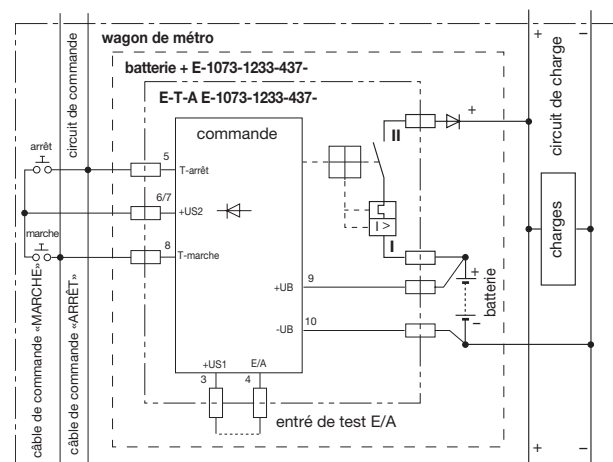 wagon de métro
batterie + E-1073-1233-437-
E-T-A E-1073-1233-437-
commande
circuit de commande
arrêt
5
T-arrêt
6/7
+US2
marche
8
T-marche
câble de commande «MARCHE»
câble de commande «ARRÊT»
+US1
E/A
3
4
entré de test E/A
II
I >
I
9
+UB
10
-UB
+
+
−
batterie
+
−
circuit de charge
charges
+
−